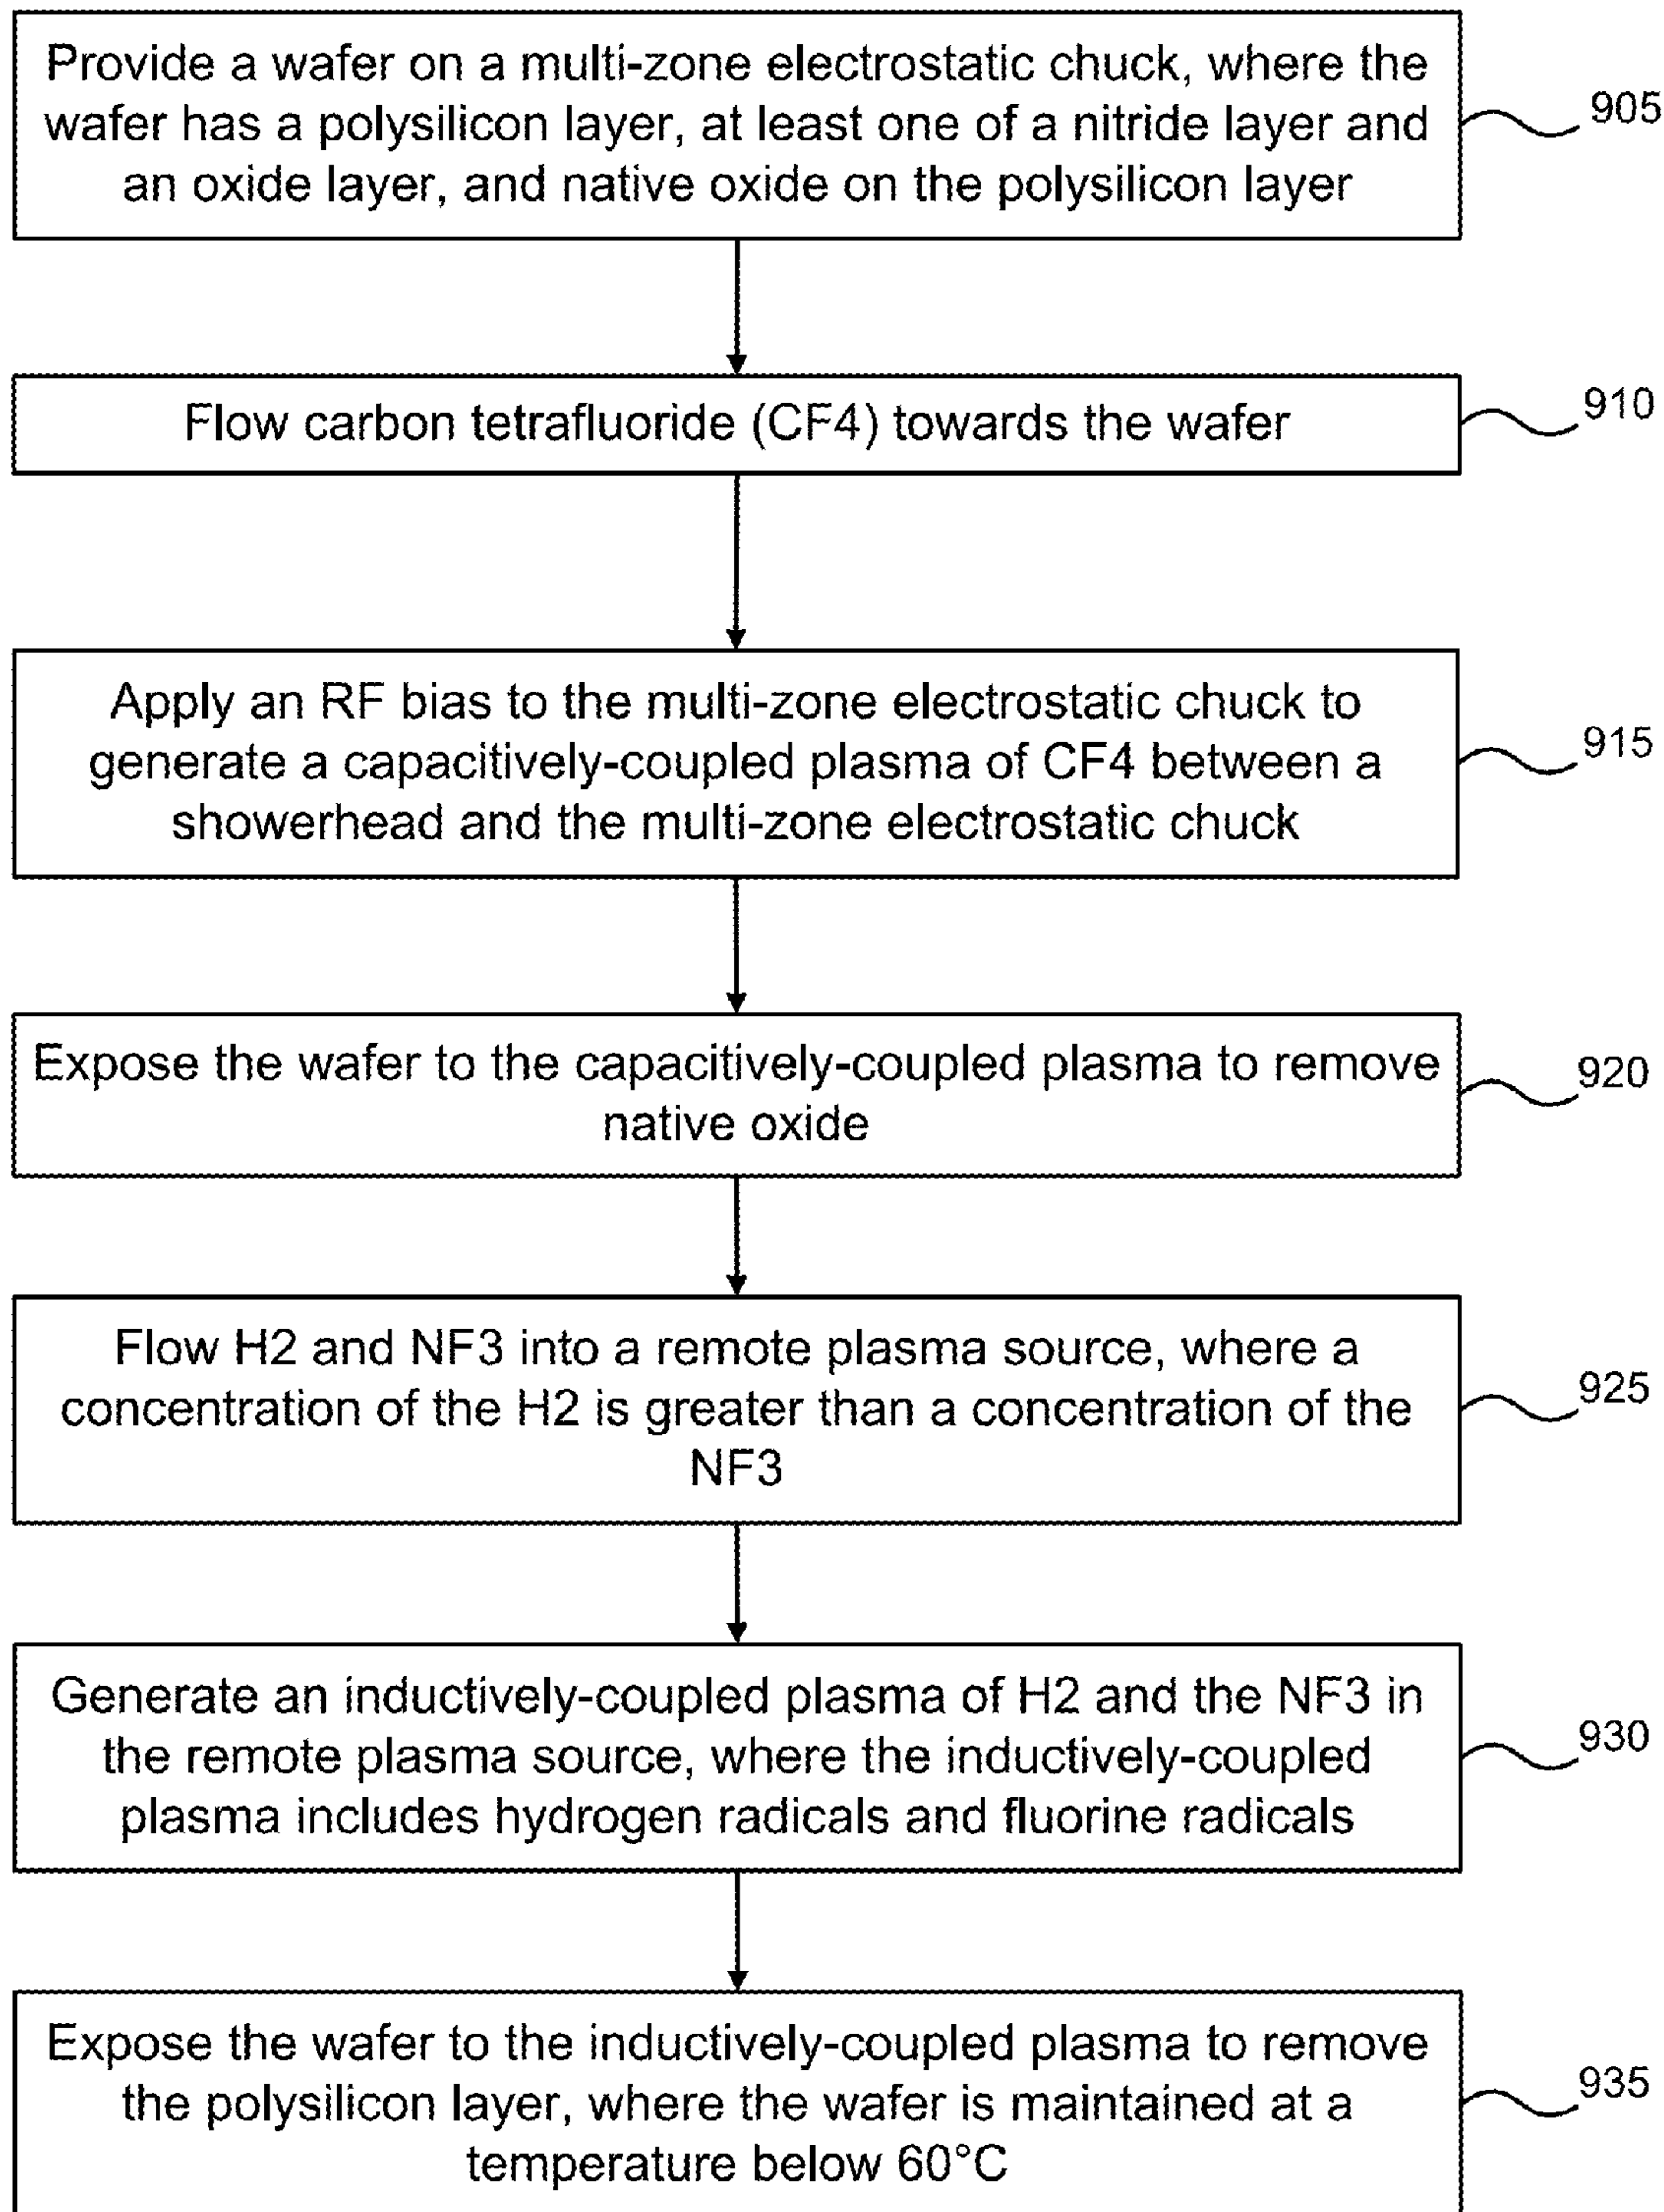 Provide a wafer on a multi-zone electrostatic chuck, where the
wafer has a polysilicon layer, at least one of a nitride layer and
an oxide layer, and native oxide on the polysilicon layer
905
Flow carbon tetrafluoride (CF4) towards the wafer
910
Apply an RF bias to the multi-zone electrostatic chuck to
generate a capacitively-coupled plasma of CF4 between a
showerhead and the multi-zone electrostatic chuck
915
Expose the wafer to the capacitively-coupled plasma to remove
native oxide
920
Flow H2 and NF3 into a remote plasma source, where a
concentration of the H2 is greater than a concentration of the
NF3
925
Generate an inductively-coupled plasma of H2 and the NF3 in
the remote plasma source, where the inductively-coupled
plasma includes hydrogen radicals and fluorine radicals
930
Expose the wafer to the inductively-coupled plasma to remove
the polysilicon layer, where the wafer is maintained at a
temperature below 60°C
935